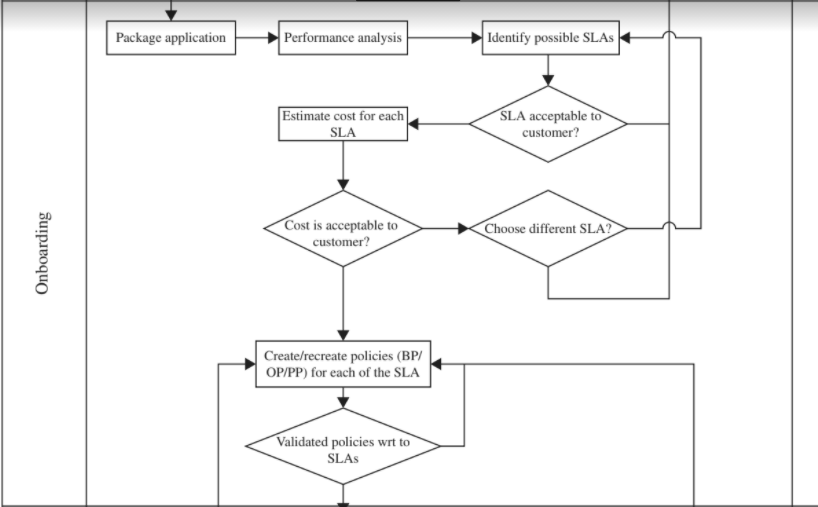 Package application
Performance analysis
Identify possible SLAs
Estimate cost for each
SLA
SLA acceptable to
customer?
Onboarding
Cost is acceptable to
customer?
Choose different SLA?
Create/recreate policies (BP/
OP/PP) for each of the SLA
Validated policies wrt to
SLAs